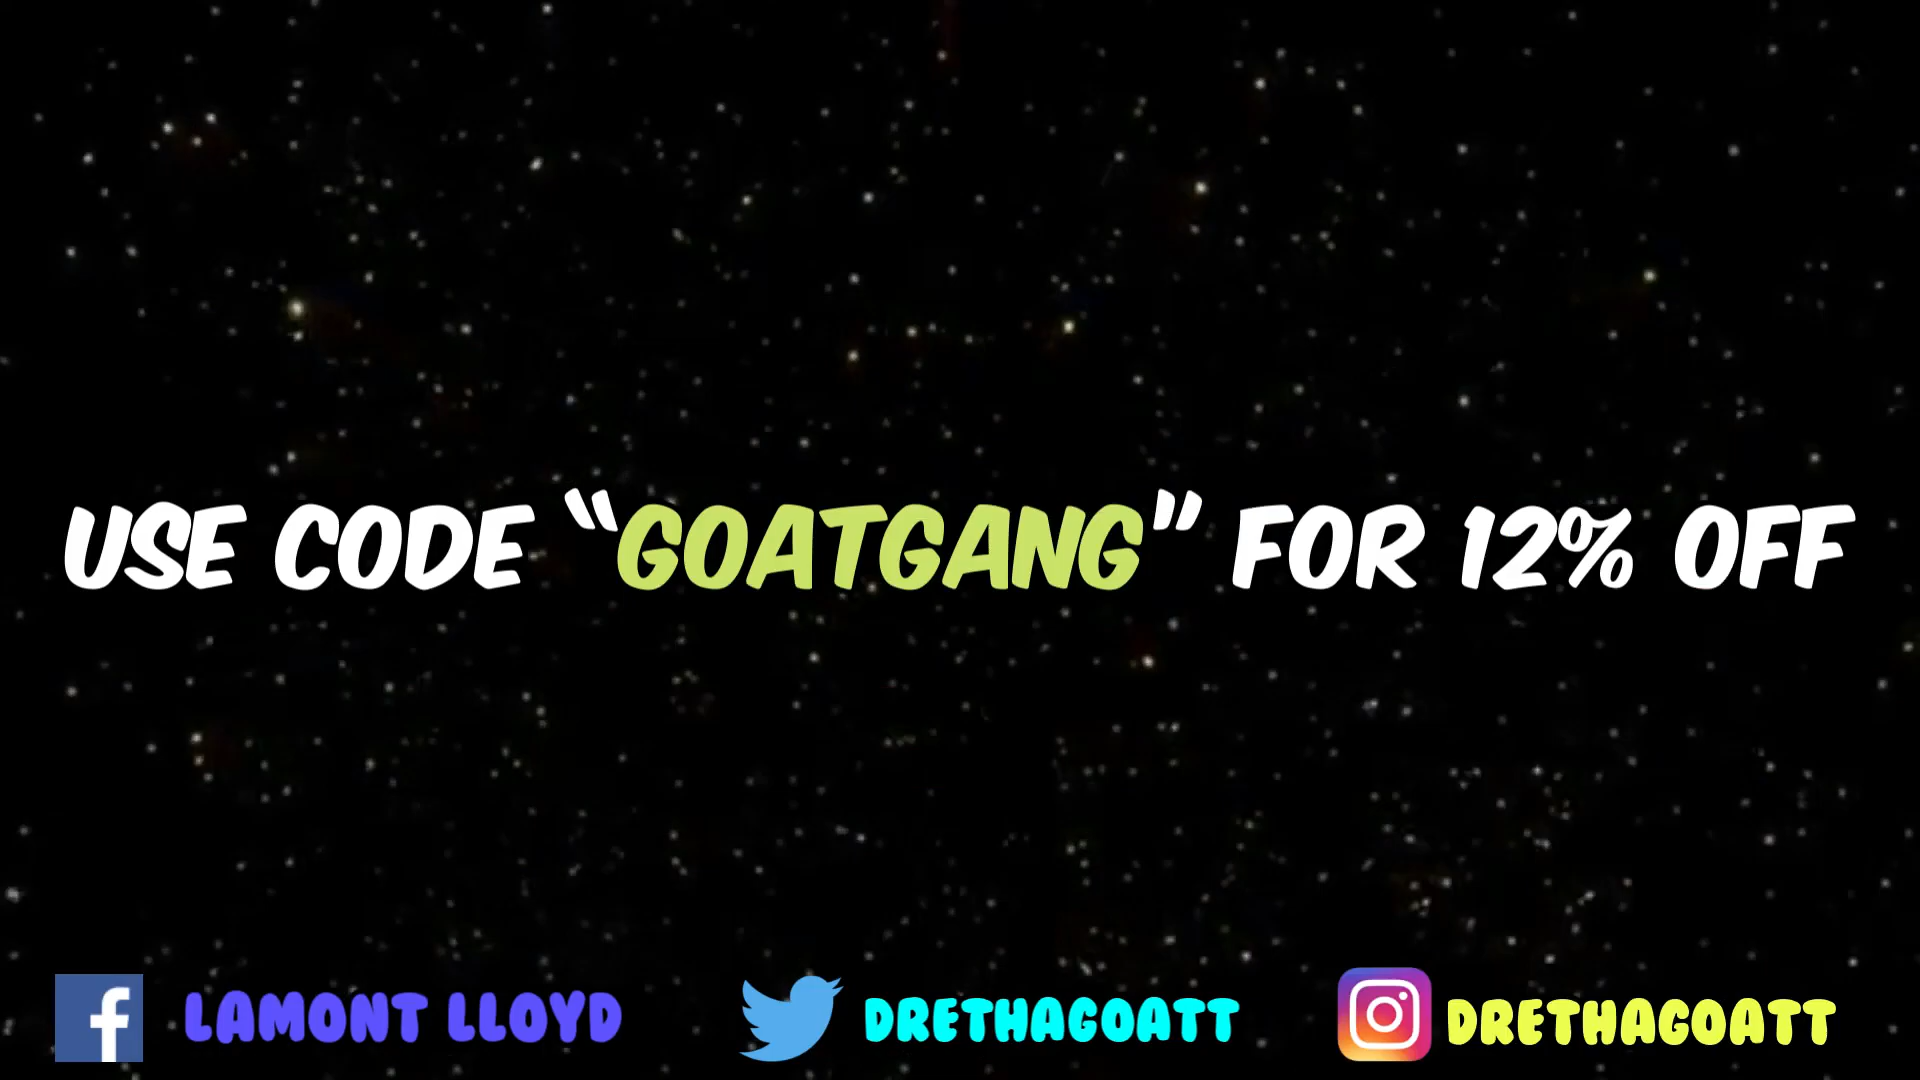 USE CODE “GOATGANG” FOR 12% OFF
LAMONT LLOYD
DRETHAGOATT
DRETHAGOATT